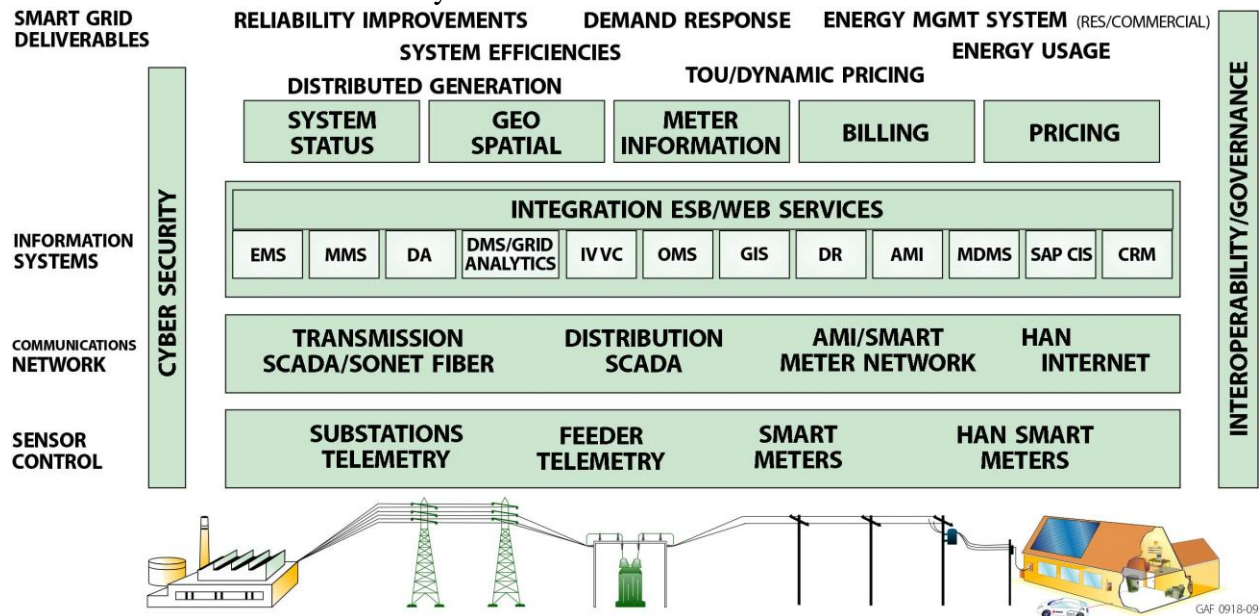 SMART GRID
DELIVERABLES
RELIABILITY IMPROVEMENTS
DEMAND RESPONSE
ENERGY MGMT SYSTEM (RES/COMMERCIAL)
SYSTEM EFFICIENCIES
ENERGY USAGE
DISTRIBUTED GENERATION
TOU/DYNAMIC PRICING
SYSTEM
STATUS
GEO
SPATIAL
METER
INFORMATION
BILLING
PRICING
CYBER SECURITY
INTEROPERABILITY/GOVERNANCE
INFORMATION
SYSTEMS
INTEGRATION ESB/WEB SERVICES
EMS
MMS
DA
DMS/GRID
ANALYTICS
IV VC
OMS
GIS
DR
AMI
MDMS
SAP CIS
CRM
COMMUNICATIONS
NETWORK
TRANSMISSION
SCADA/SONET FIBER
DISTRIBUTION
SCADA
AMI/SMART
METER NETWORK
HAN
INTERNET
SENSOR
CONTROL
SUBSTATIONS
TELEMETRY
FEEDER
TELEMETRY
SMART
METERS
HAN SMART
METERS
GAF 0918-09